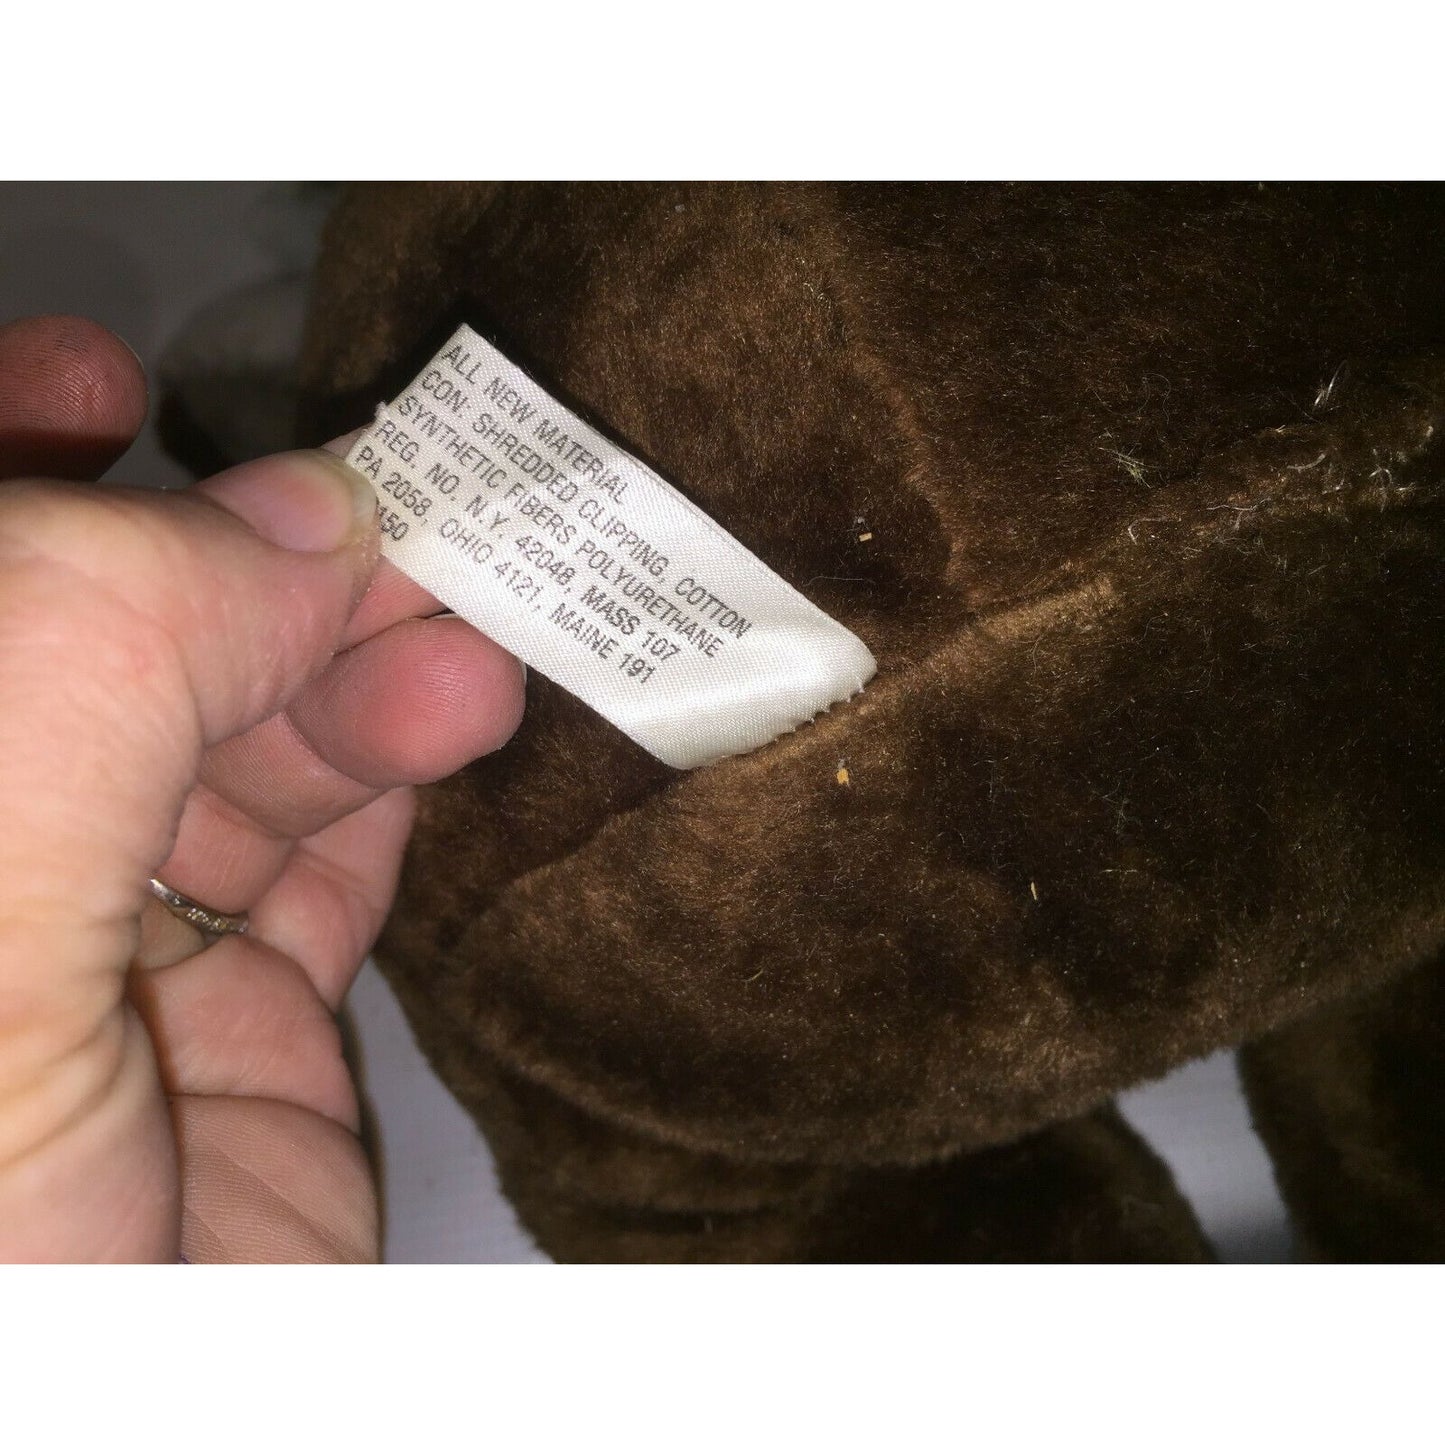 ALL NEW MATERIAL
CON: SHREDDED CLIPPING, COTTON
SYNTHETIC FIBERS POLYURETHANE
REG. NO. N.Y. 42048, MASS 107
PA 2058, OHIO 4121, MAINE 191